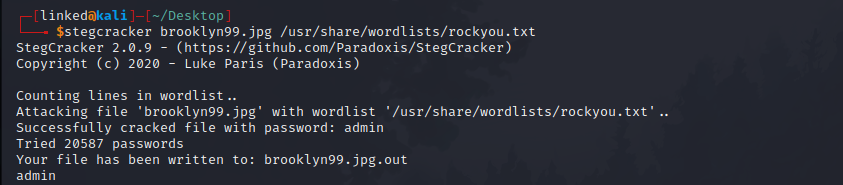 ┌─[linked@kali]─[~/Desktop]
└──╼ $stegcracker brooklyn99.jpg /usr/share/wordlists/rockyou.txt
StegCracker 2.0.9 - (https://github.com/Paradoxis/StegCracker)
Copyright (c) 2020 - Luke Paris (Paradoxis)
Counting lines in wordlist..
Attacking file 'brooklyn99.jpg' with wordlist '/usr/share/wordlists/rockyou.txt'..
Successfully cracked file with password: admin
Tried 20587 passwords
Your file has been written to: brooklyn99.jpg.out
admin